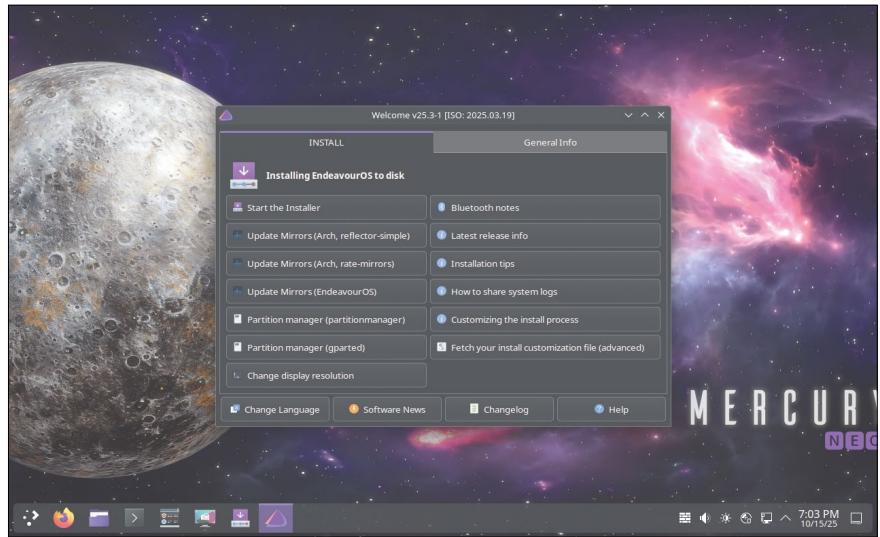 Welcome v25.3-1 [ISO: 2025.03.19]
INSTALL
General Info
Installing EndeavourOS to disk
Start the Installer
Bluetooth notes
Update Mirrors (Arch, reflector-simple)
Latest release info
Update Mirrors (Arch, rate-mirrors)
Installation tips
Update Mirrors (EndeavourOS)
How to share system logs
Partition manager (partitionmanager)
Customizing the install process
Partition manager (gparted)
Fetch your install customization file (advanced)
Change display resolution
Change Language
Software News
Changelog
Help
MERCURY
NEO
7:03 PM
10/15/25